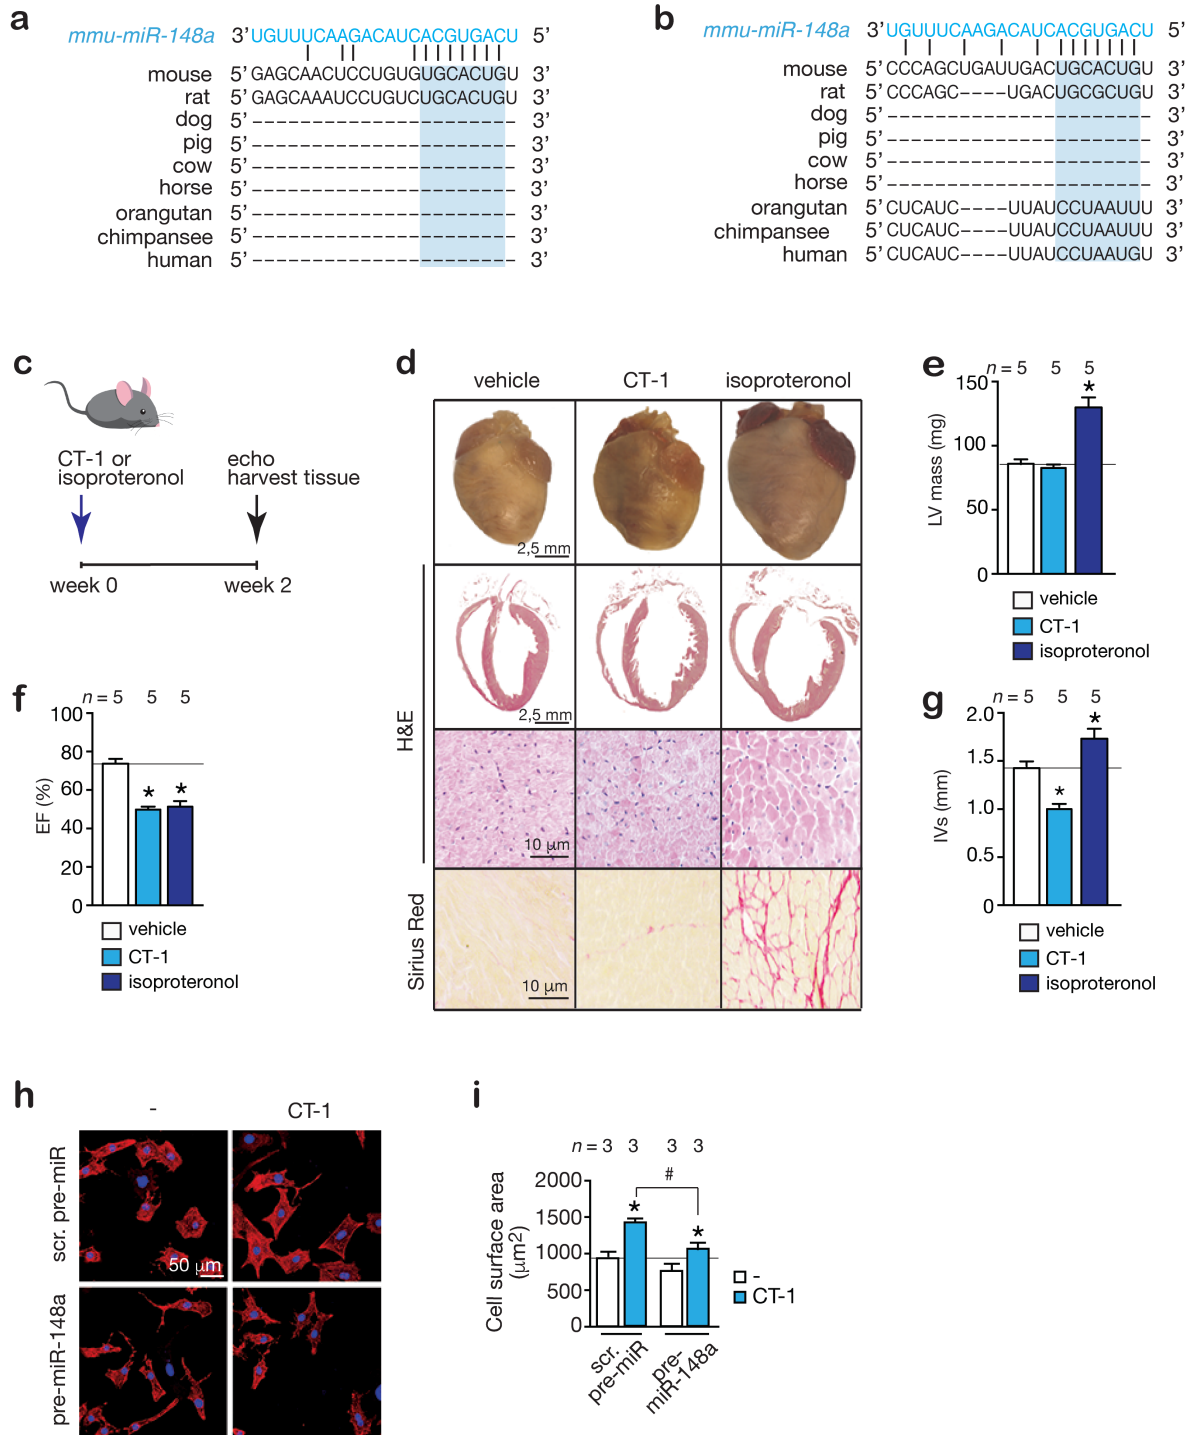 a
mmu-miR-148a 3’UGUUUCAAGACAUCACGUGACU 5’
mouse 5’GAGCAACUCCUGUGUGCACUGU 3’
rat 5’GAGCAAAUCCUGUCUGCACUGU 3’
dog 5’---------------------- 3’
pig 5’---------------------- 3’
cow 5’---------------------- 3’
horse 5’---------------------- 3’
orangutan 5’---------------------- 3’
chimpansee 5’---------------------- 3’
human 5’---------------------- 3’
b
mmu-miR-148a 3’UGUUUCAAGACAUCACGUGACU 5’
mouse 5’CCCAGCUGAUUGACUGCACUGU 3’
rat 5’CCCAGC----UGACUGCGCUGU 3’
dog 5’---------------------- 3’
pig 5’---------------------- 3’
cow 5’---------------------- 3’
horse 5’---------------------- 3’
orangutan 5’CUCAUC----UUAUCCUAAUUU 3’
chimpansee 5’CUCAUC----UUAUCCUAAUUU 3’
human 5’CUCAUC----UUAUCCUAAUGU 3’
c
CT-1 or
isoproteronol
echo
harvest tissue
week 0
week 2
d
vehicle CT-1 isoproteronol
2,5 mm
2,5 mm
10 µm
10 µm
H&E
Sirius Red
e
n = 5 5 5
150
100
50
0
LV mass (mg)
*
vehicle
CT-1
isoproteronol
f
n = 5 5 5
100
80
60
40
20
0
EF (%)
* *
vehicle
CT-1
isoproteronol
g
n = 5 5 5
2.0
1.5
1.0
0.5
0
IVs (mm)
* *
vehicle
CT-1
isoproteronol
h
- CT-1
scr. pre-miR
pre-miR-148a
50 µm
i
n = 3 3 3 3
#
2000
1500
1000
500
0
Cell surface area
(µm2)
* *
scr.
pre-miR
pre-
miR-148a
-
CT-1